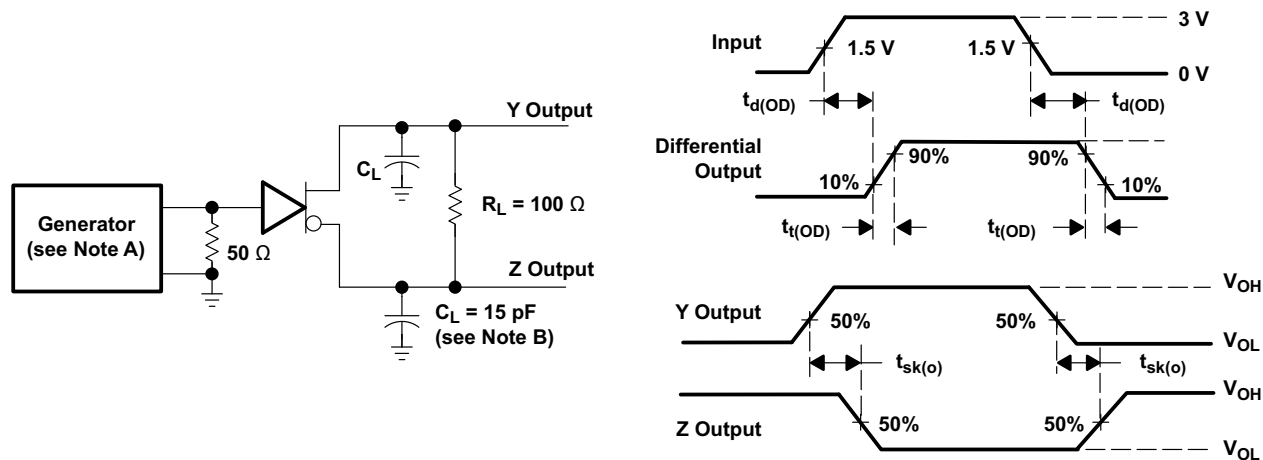 Generator
(see Note A)
50 Ω
Y Output
C_L
R_L = 100 Ω
Z Output
C_L = 15 pF
(see Note B)
Input
1.5 V
1.5 V
3 V
0 V
t_d(OD)
t_d(OD)
Differential
Output
90%
90%
10%
10%
t_t(OD)
t_t(OD)
Y Output
50%
50%
V_OH
V_OL
t_sk(o)
t_sk(o)
Z Output
50%
50%
V_OH
V_OL